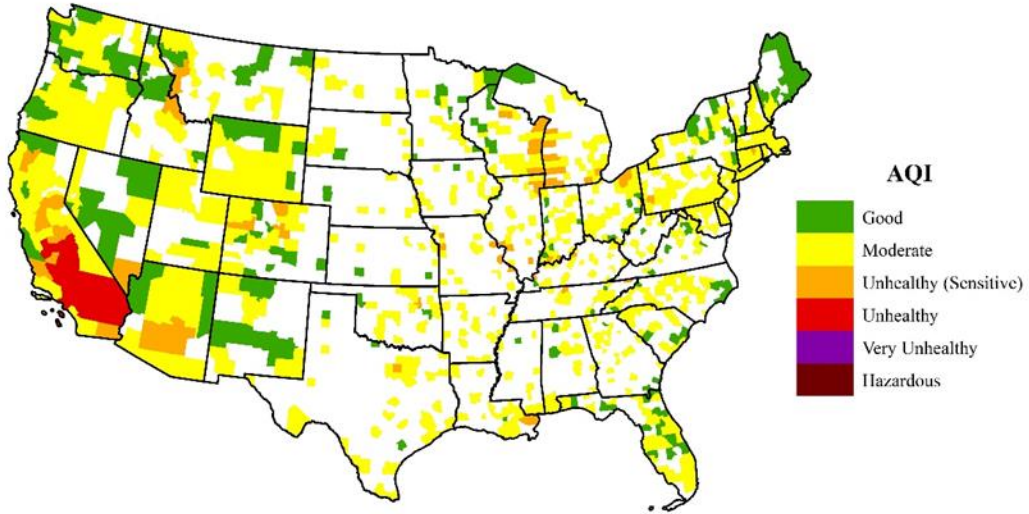 AQI
Good
Moderate
Unhealthy (Sensitive)
Unhealthy
Very Unhealthy
Hazardous